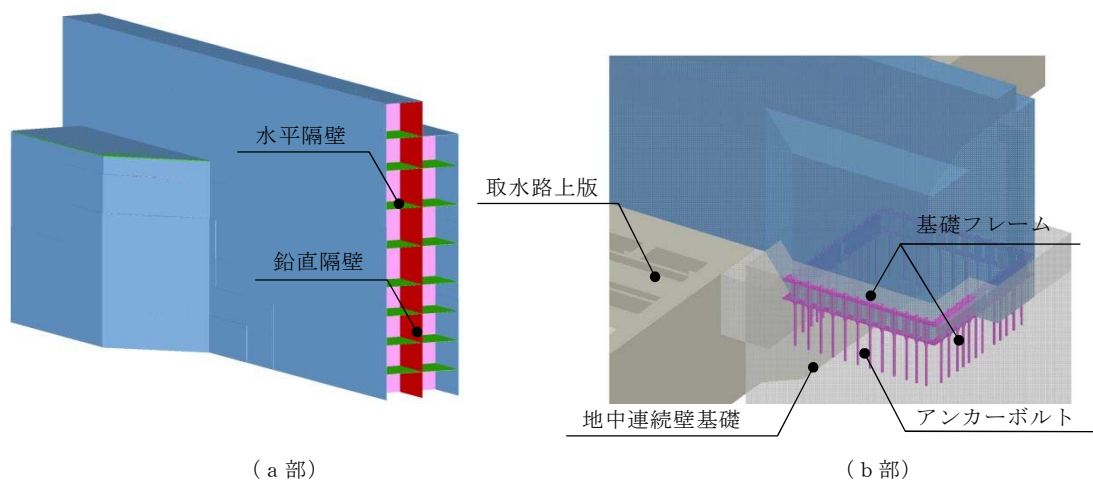 水平隔壁
鉛直隔壁
(a部)
取水路上版
基礎フレーム
地中連続壁基礎
アンカーボルト
(b部)